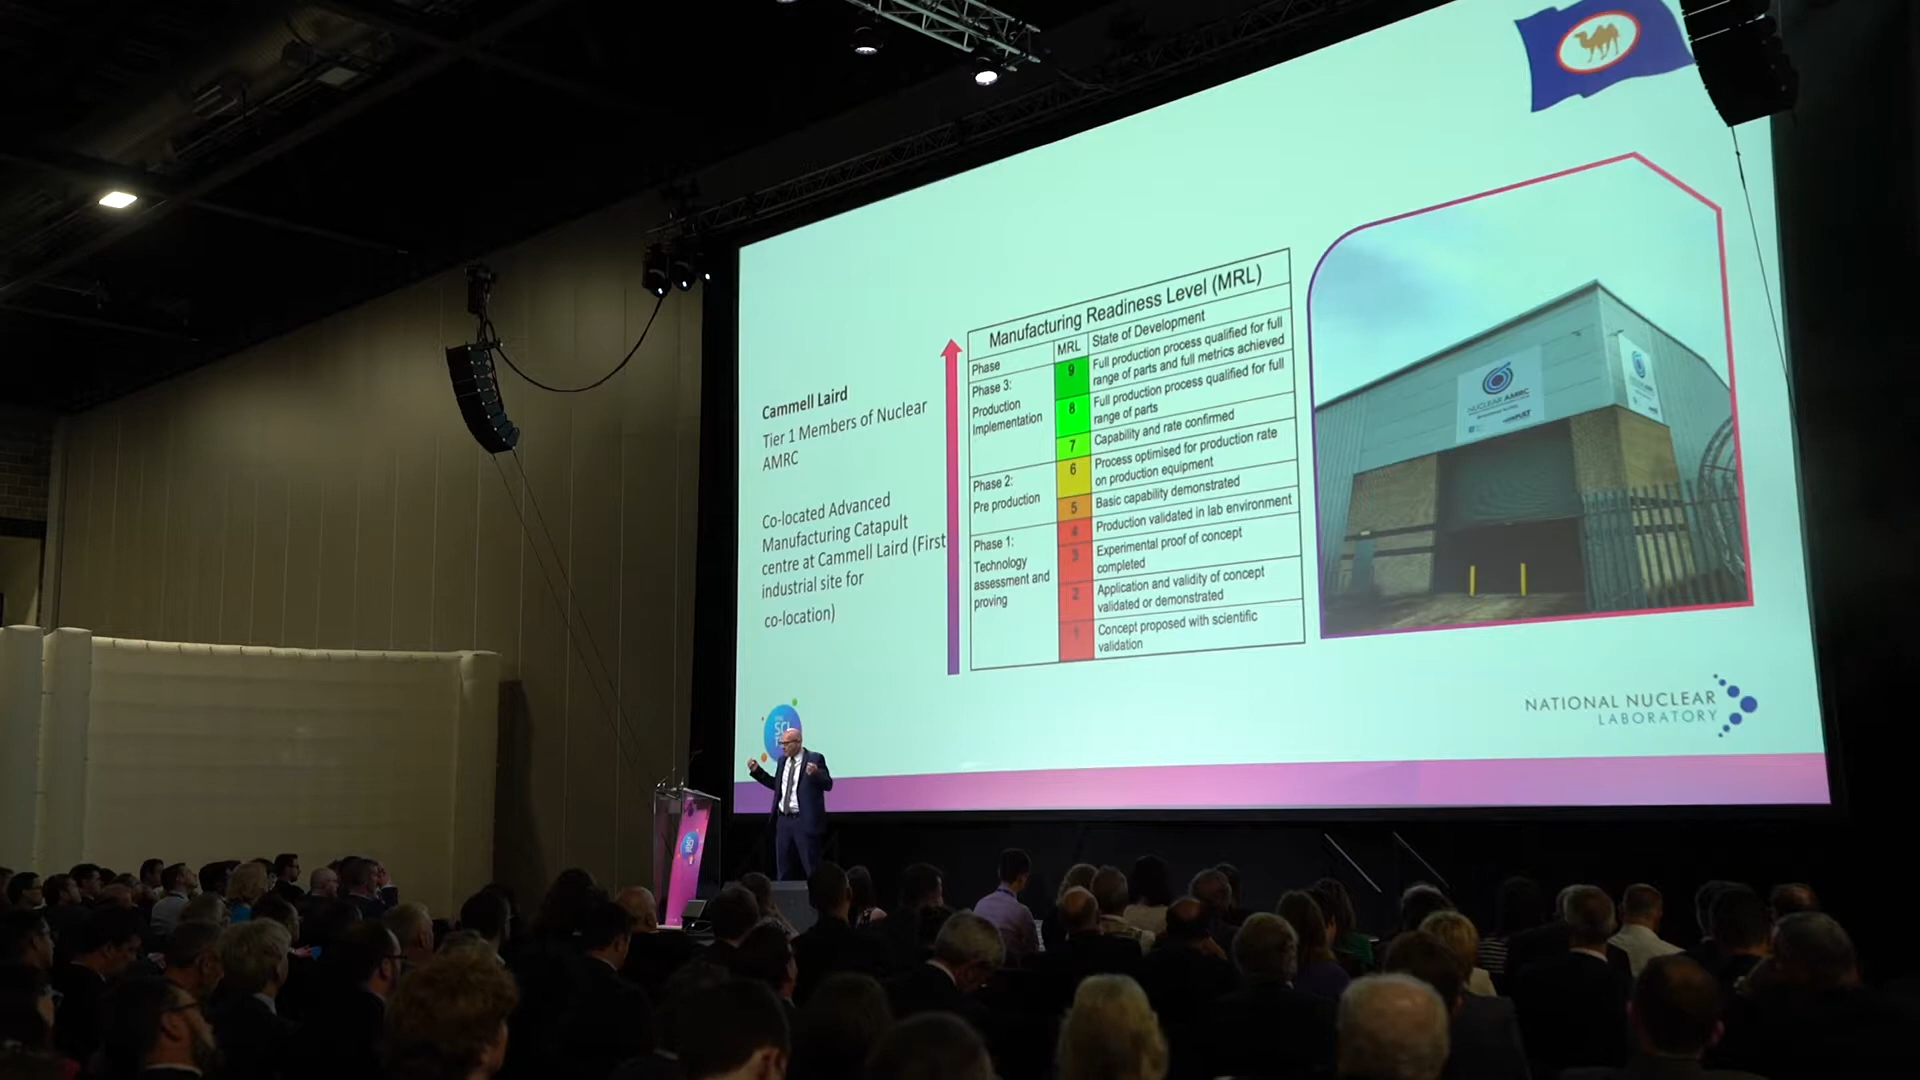 Cammell Laird
Tier 1 Members of Nuclear
AMRC
Co-located Advanced
Manufacturing Catapult
centre at Cammell Laird (First
industrial site for
co-location)
Manufacturing Readiness Level (MRL)
Phase MRL State of Development
Phase 3:
Production
Implementation
9 Full production process qualified for full
range of parts and full metrics achieved
8 Full production process qualified for full
range of parts
7 Capability and rate confirmed
Phase 2:
Pre production
6 Process optimised for production rate
on production equipment
5 Basic capability demonstrated
Phase 1:
Technology
assessment and
proving
4 Production validated in lab environment
3 Experimental proof of concept
completed
2 Application and validity of concept
validated or demonstrated
1 Concept proposed with scientific
validation
NUCLEAR AMRC
CATAPULT
NATIONAL NUCLEAR
LABORATORY
SCI